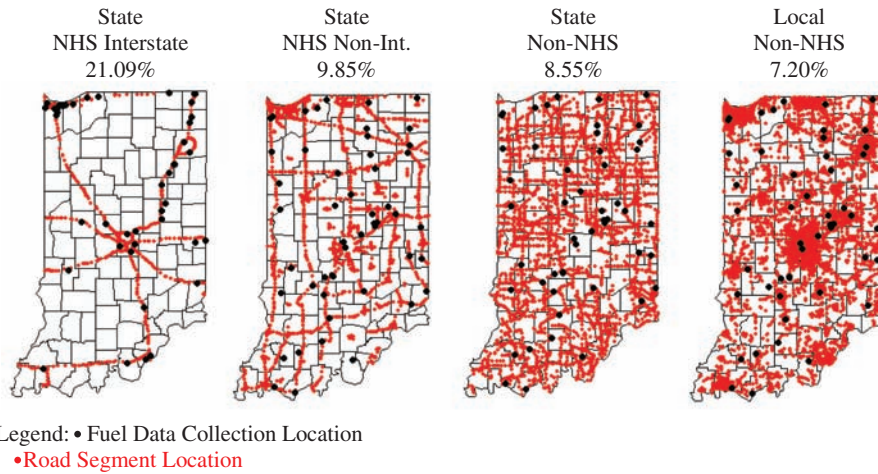 State
NHS Interstate
21.09%
State
NHS Non-Int.
9.85%
State
Non-NHS
8.55%
Local
Non-NHS
7.20%
Legend: • Fuel Data Collection Location
•Road Segment Location